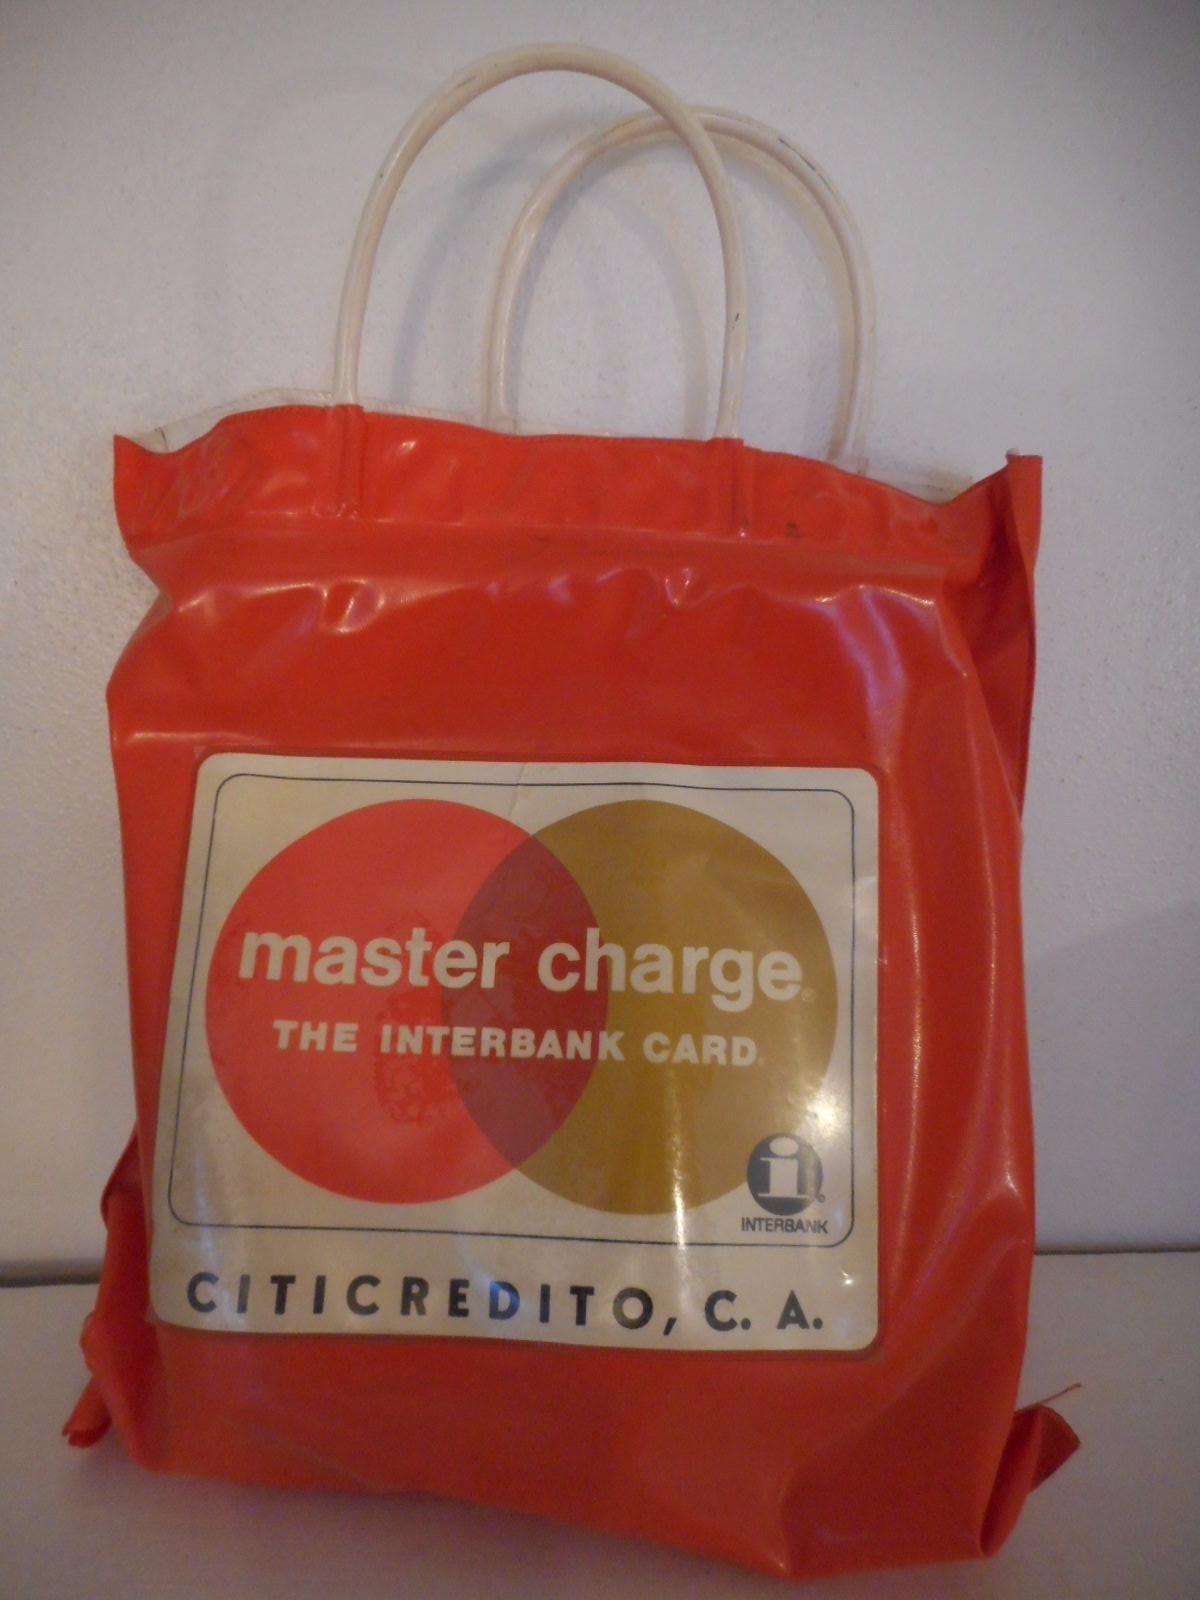 master charge®
THE INTERBANK CARD.
i®
INTERBANK
CITICREDITO, C. A.